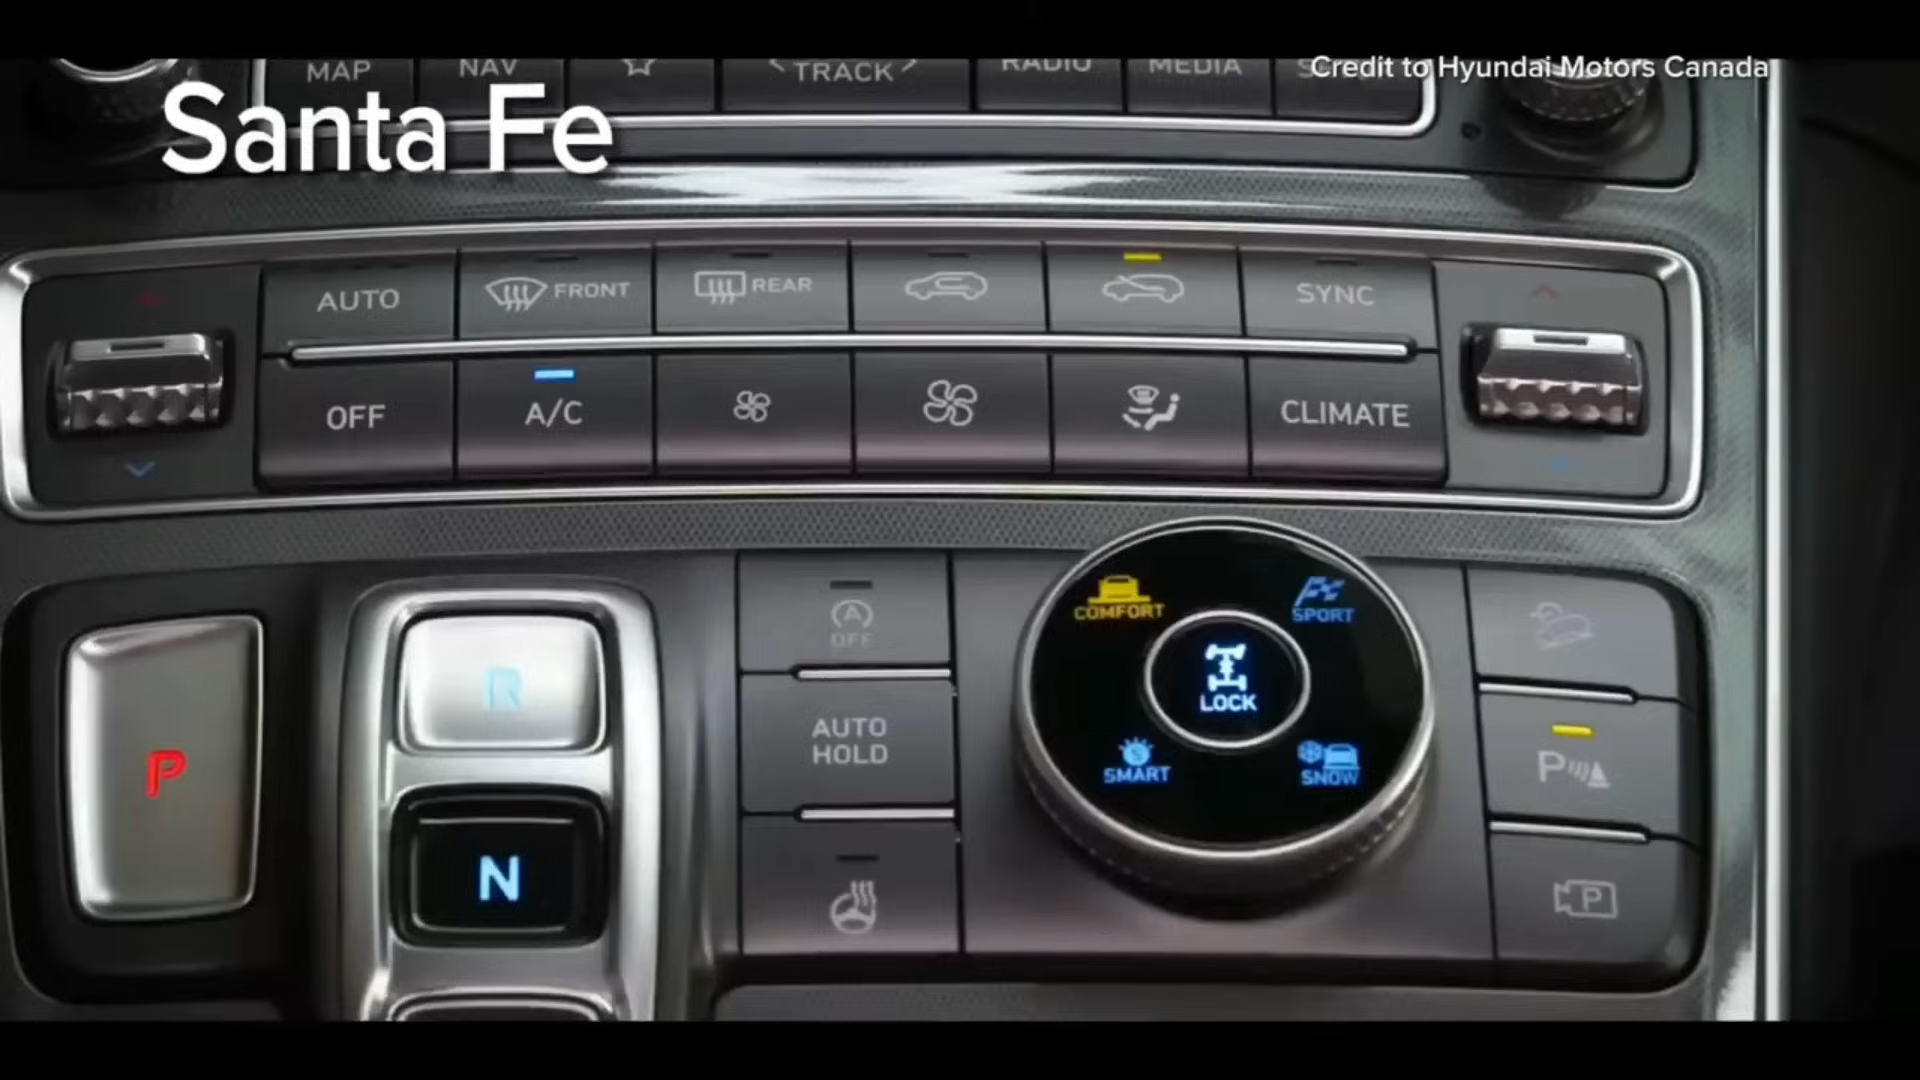 Credit to Hyundai Motors Canada
MAP NAV TRACK RADIO MEDIA
Santa Fe
AUTO FRONT REAR SYNC
OFF A/C CLIMATE
COMFORT SPORT
A
OFF
LOCK
R
AUTO
HOLD
P
SMART SNOW
P
N
P